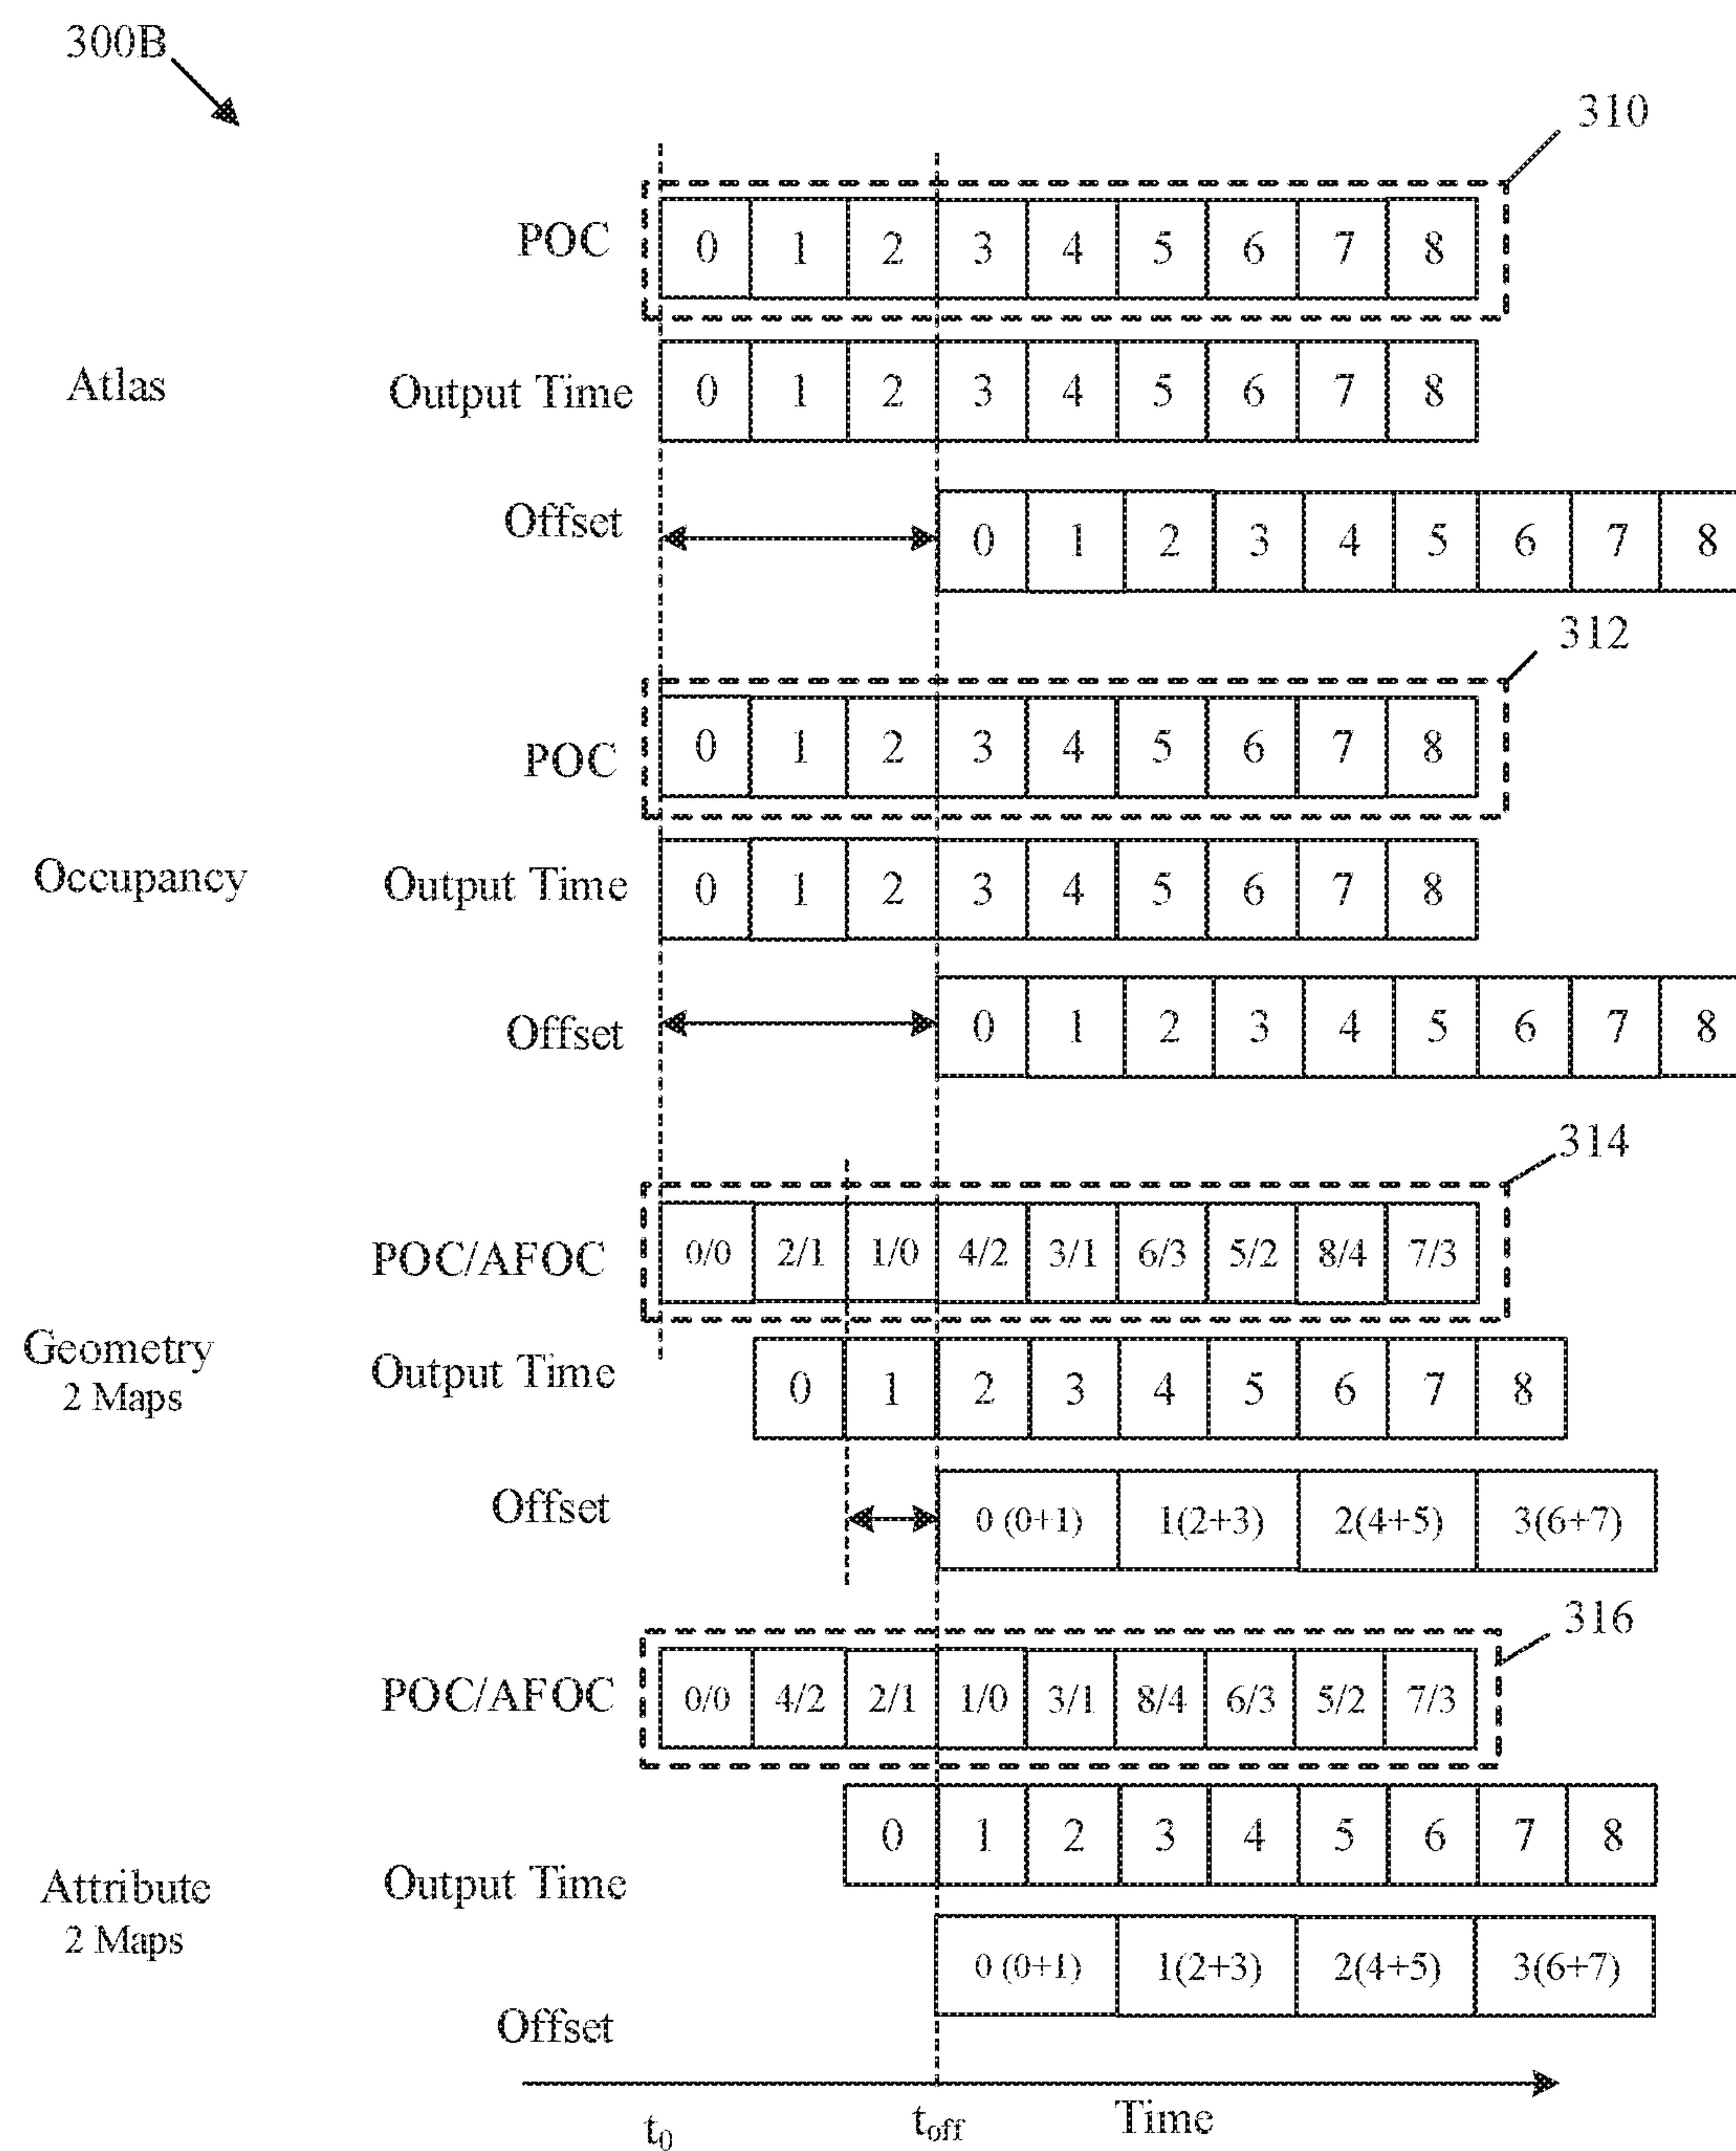 300B
310
POC 0 1 2 3 4 5 6 7 8
Atlas
Output Time 0 1 2 3 4 5 6 7 8
Offset 0 1 2 3 4 5 6 7 8
312
POC 0 1 2 3 4 5 6 7 8
Occupancy
Output Time 0 1 2 3 4 5 6 7 8
Offset 0 1 2 3 4 5 6 7 8
314
POC/AFOC 0/0 2/1 1/0 4/2 3/1 6/3 5/2 8/4 7/3
Geometry
2 Maps
Output Time 0 1 2 3 4 5 6 7 8
Offset 0 (0+1) 1(2+3) 2(4+5) 3(6+7)
316
POC/AFOC 0/0 4/2 2/1 1/0 3/1 8/4 6/3 5/2 7/3
Attribute
2 Maps
Output Time 0 1 2 3 4 5 6 7 8
Offset 0 (0+1) 1(2+3) 2(4+5) 3(6+7)
t0 toff Time